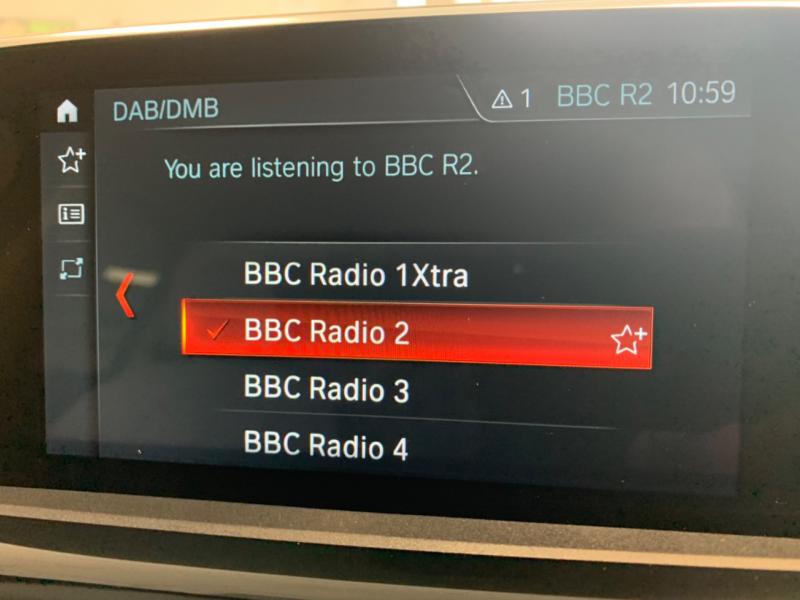 DAB/DMB
1 BBC R2 10:59
You are listening to BBC R2.
BBC Radio 1Xtra
BBC Radio 2
BBC Radio 3
BBC Radio 4